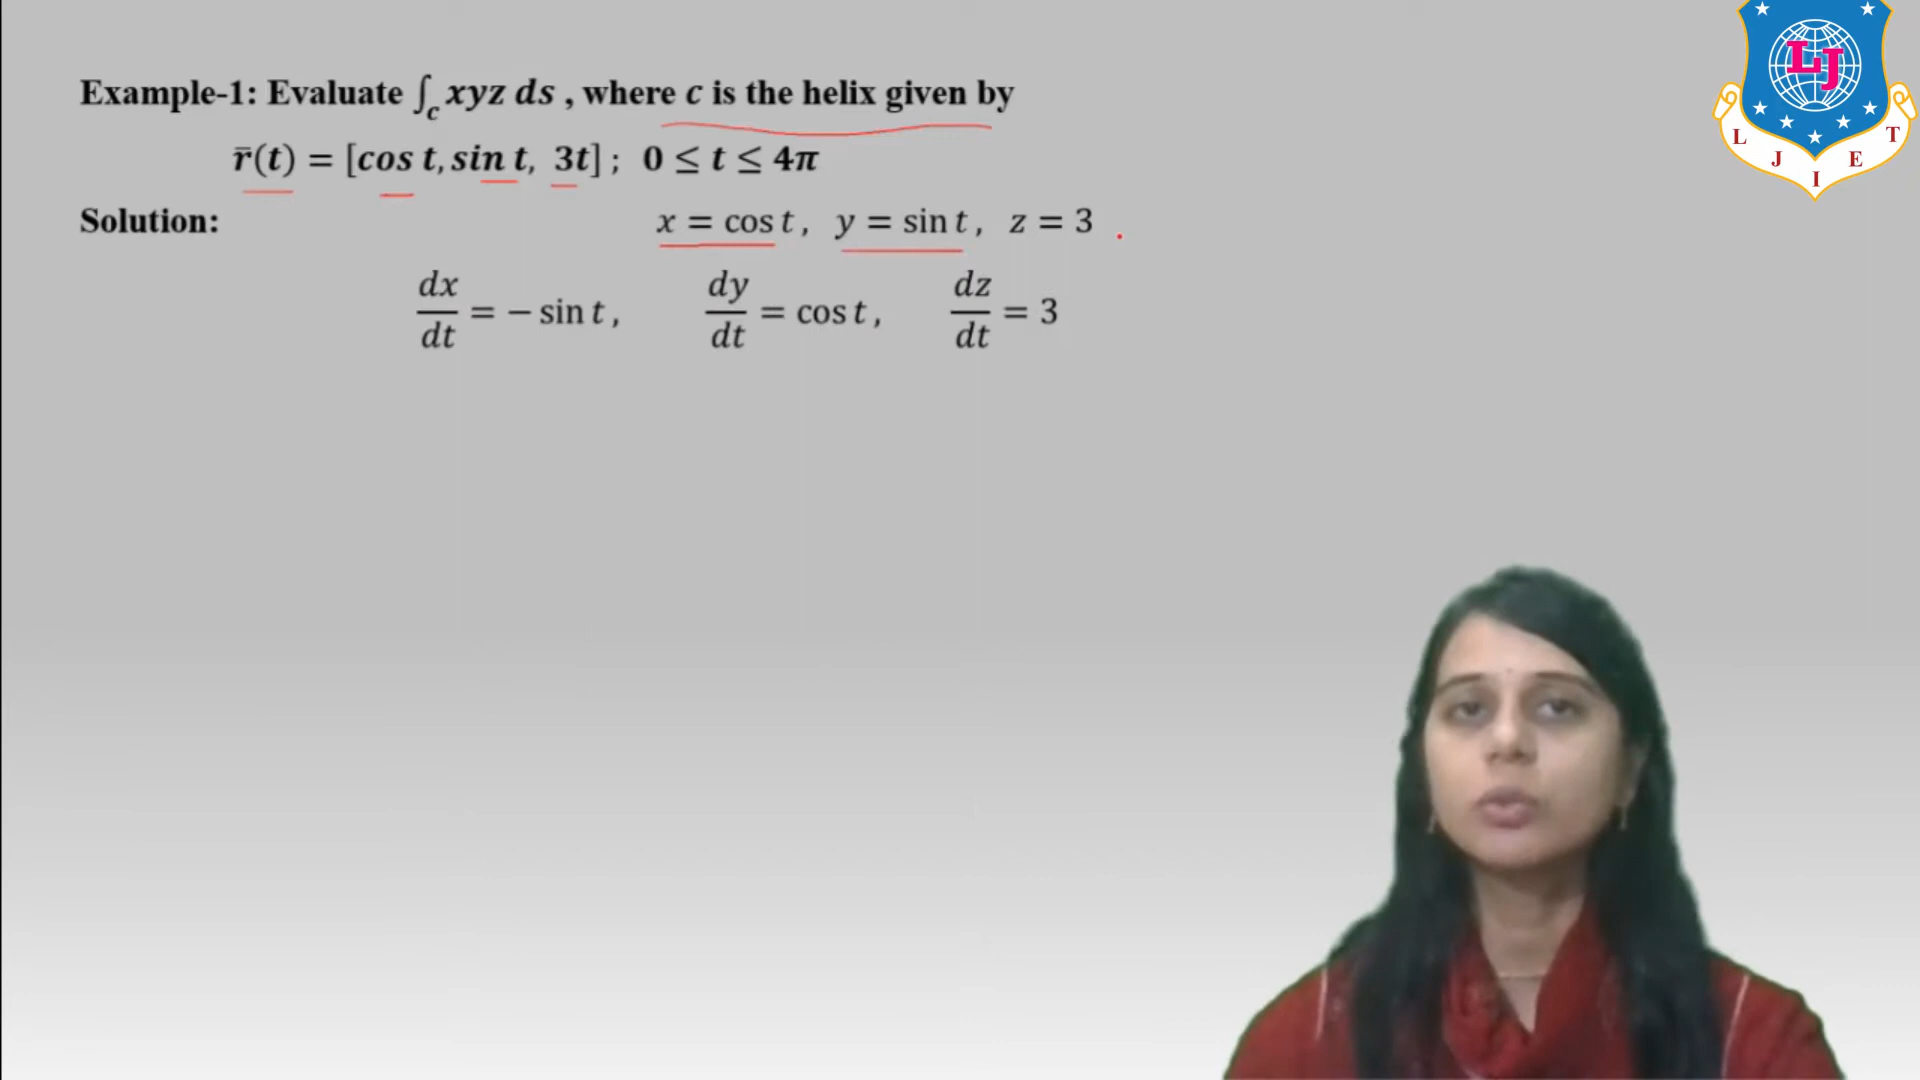 Example-1: Evaluate ∫_c xyz ds , where c is the helix given by
r̄(t) = [cos t, sin t, 3t] ; 0 ≤ t ≤ 4π
Solution: x = cos t , y = sin t , z = 3 .
dx/dt = − sin t , dy/dt = cos t , dz/dt = 3
LJ
L J I E T